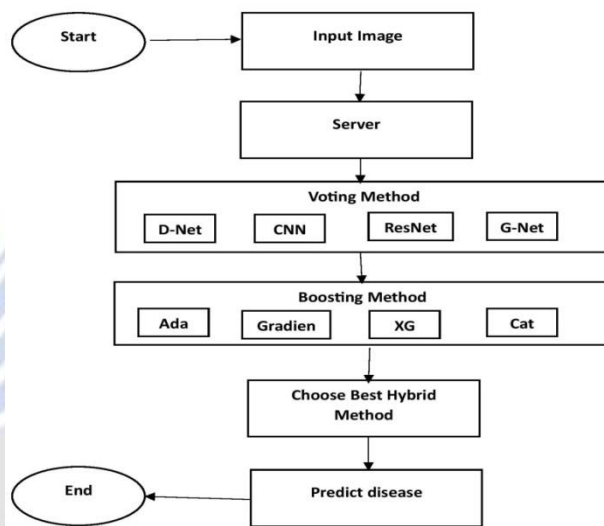 Start
Input Image
Server
Voting Method
D-Net CNN ResNet G-Net
Boosting Method
Ada Gradien XG Cat
Choose Best Hybrid
Method
Predict disease
End